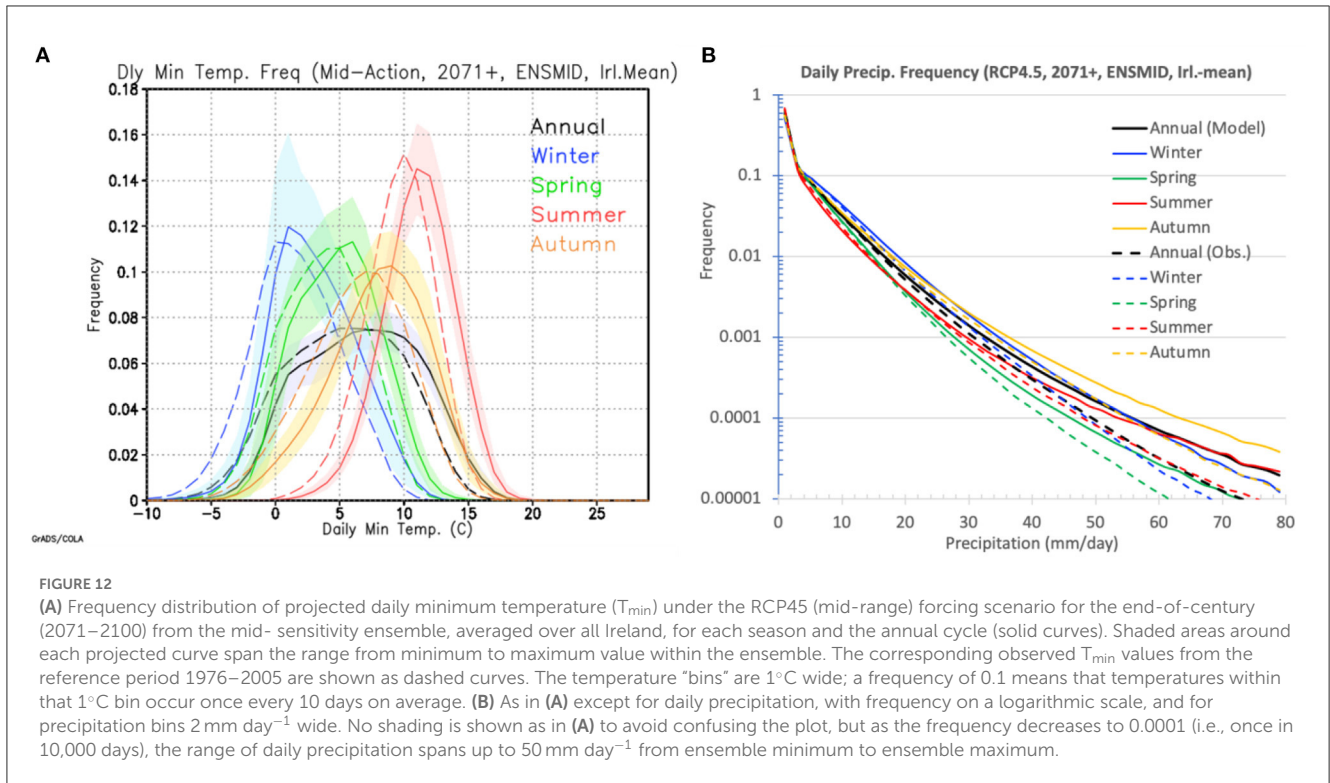 A
Dly Min Temp. Freq (Mid-Action, 2071+, ENSMID, Irl.Mean)
0.18
0.16
0.14
0.12
0.1
0.08
0.06
0.04
0.02
0
Frequency
Annual
Winter
Spring
Summer
Autumn
-10 -5 0 5 10 15 20 25
Daily Min Temp. (C)
GrADS/COLA
B
Daily Precip. Frequency (RCP4.5, 2071+, ENSMID, Irl.-mean)
1
0.1
0.01
0.001
0.0001
0.00001
Frequency
Annual (Model)
Winter
Spring
Summer
Autumn
Annual (Obs.)
Winter
Spring
Summer
Autumn
0 10 20 30 40 50 60 70 80
Precipitation (mm/day)
FIGURE 12
(A) Frequency distribution of projected daily minimum temperature (Tmin) under the RCP45 (mid-range) forcing scenario for the end-of-century
(2071–2100) from the mid- sensitivity ensemble, averaged over all Ireland, for each season and the annual cycle (solid curves). Shaded areas around
each projected curve span the range from minimum to maximum value within the ensemble. The corresponding observed Tmin values from the
reference period 1976–2005 are shown as dashed curves. The temperature "bins" are 1°C wide; a frequency of 0.1 means that temperatures within
that 1°C bin occur once every 10 days on average. (B) As in (A) except for daily precipitation, with frequency on a logarithmic scale, and for
precipitation bins 2 mm day⁻¹ wide. No shading is shown as in (A) to avoid confusing the plot, but as the frequency decreases to 0.0001 (i.e., once in
10,000 days), the range of daily precipitation spans up to 50 mm day⁻¹ from ensemble minimum to ensemble maximum.